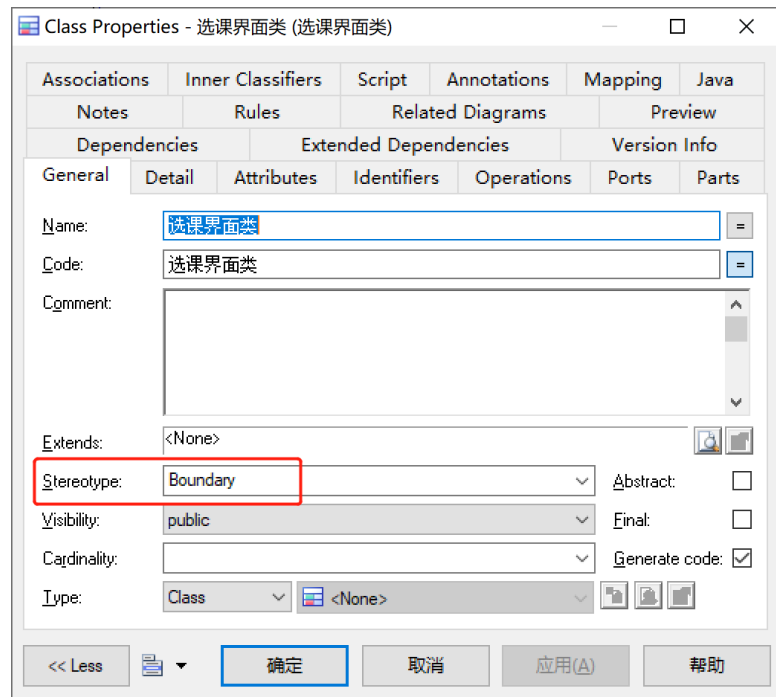 Class Properties - 选课界面类 (选课界面类)
Associations Inner Classifiers Script Annotations Mapping Java
Notes Rules Related Diagrams Preview
Dependencies Extended Dependencies Version Info
General Detail Attributes Identifiers Operations Ports Parts
Name: 选课界面类 =
Code: 选课界面类 =
Comment:
Extends: <None>
Stereotype: Boundary Abstract:
Visibility: public Final:
Cardinality: Generate code:
Type: Class <None>
<< Less 确定 取消 应用(A) 帮助